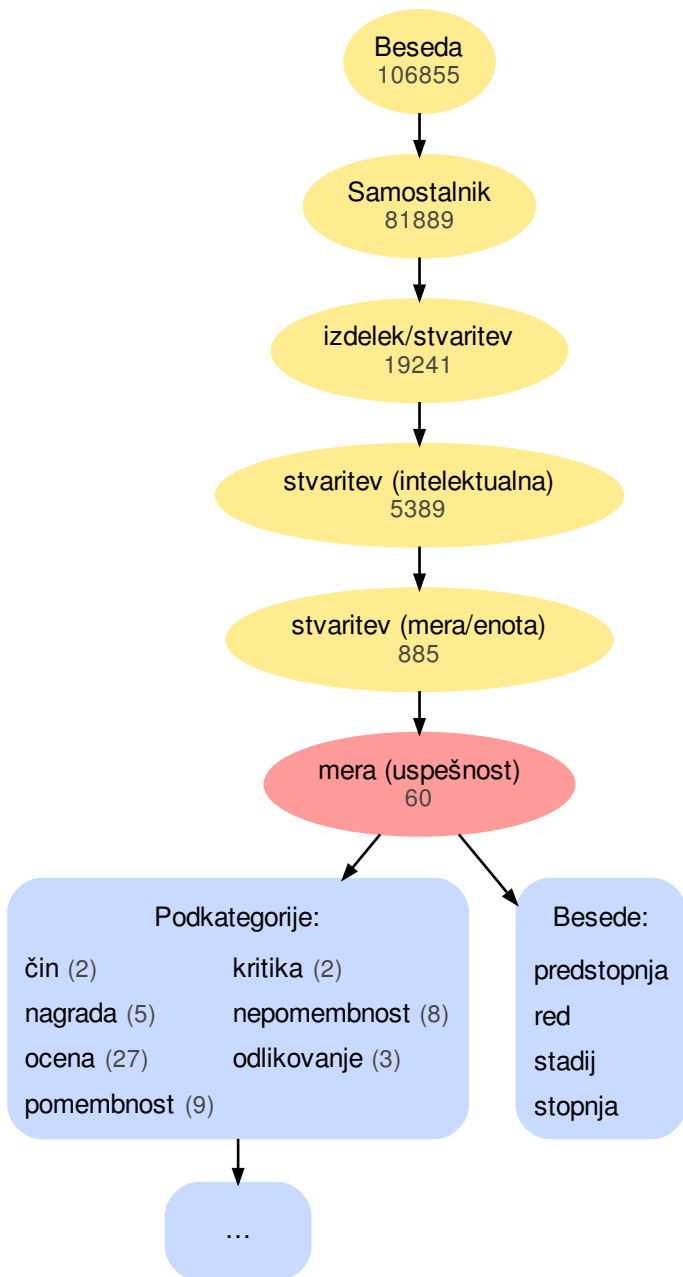 Beseda
106855
Samostalnik
81889
izdelek/stvaritev
19241
stvaritev (intelektualna)
5389
stvaritev (mera/enota)
885
mera (uspešnost)
60
Podkategorije:
čin (2) kritika (2)
nagrada (5) nepomembnost (8)
ocena (27) odlikovanje (3)
pomembnost (9)
Besede:
predstopnja
red
stadij
stopnja
...